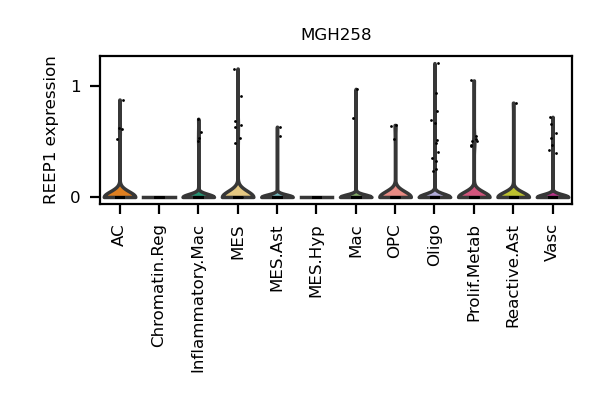 MGH258
REEP1 expression
1
0
AC
Chromatin.Reg
Inflammatory.Mac
MES
MES.Ast
MES.Hyp
Mac
OPC
Oligo
Prolif.Metab
Reactive.Ast
Vasc